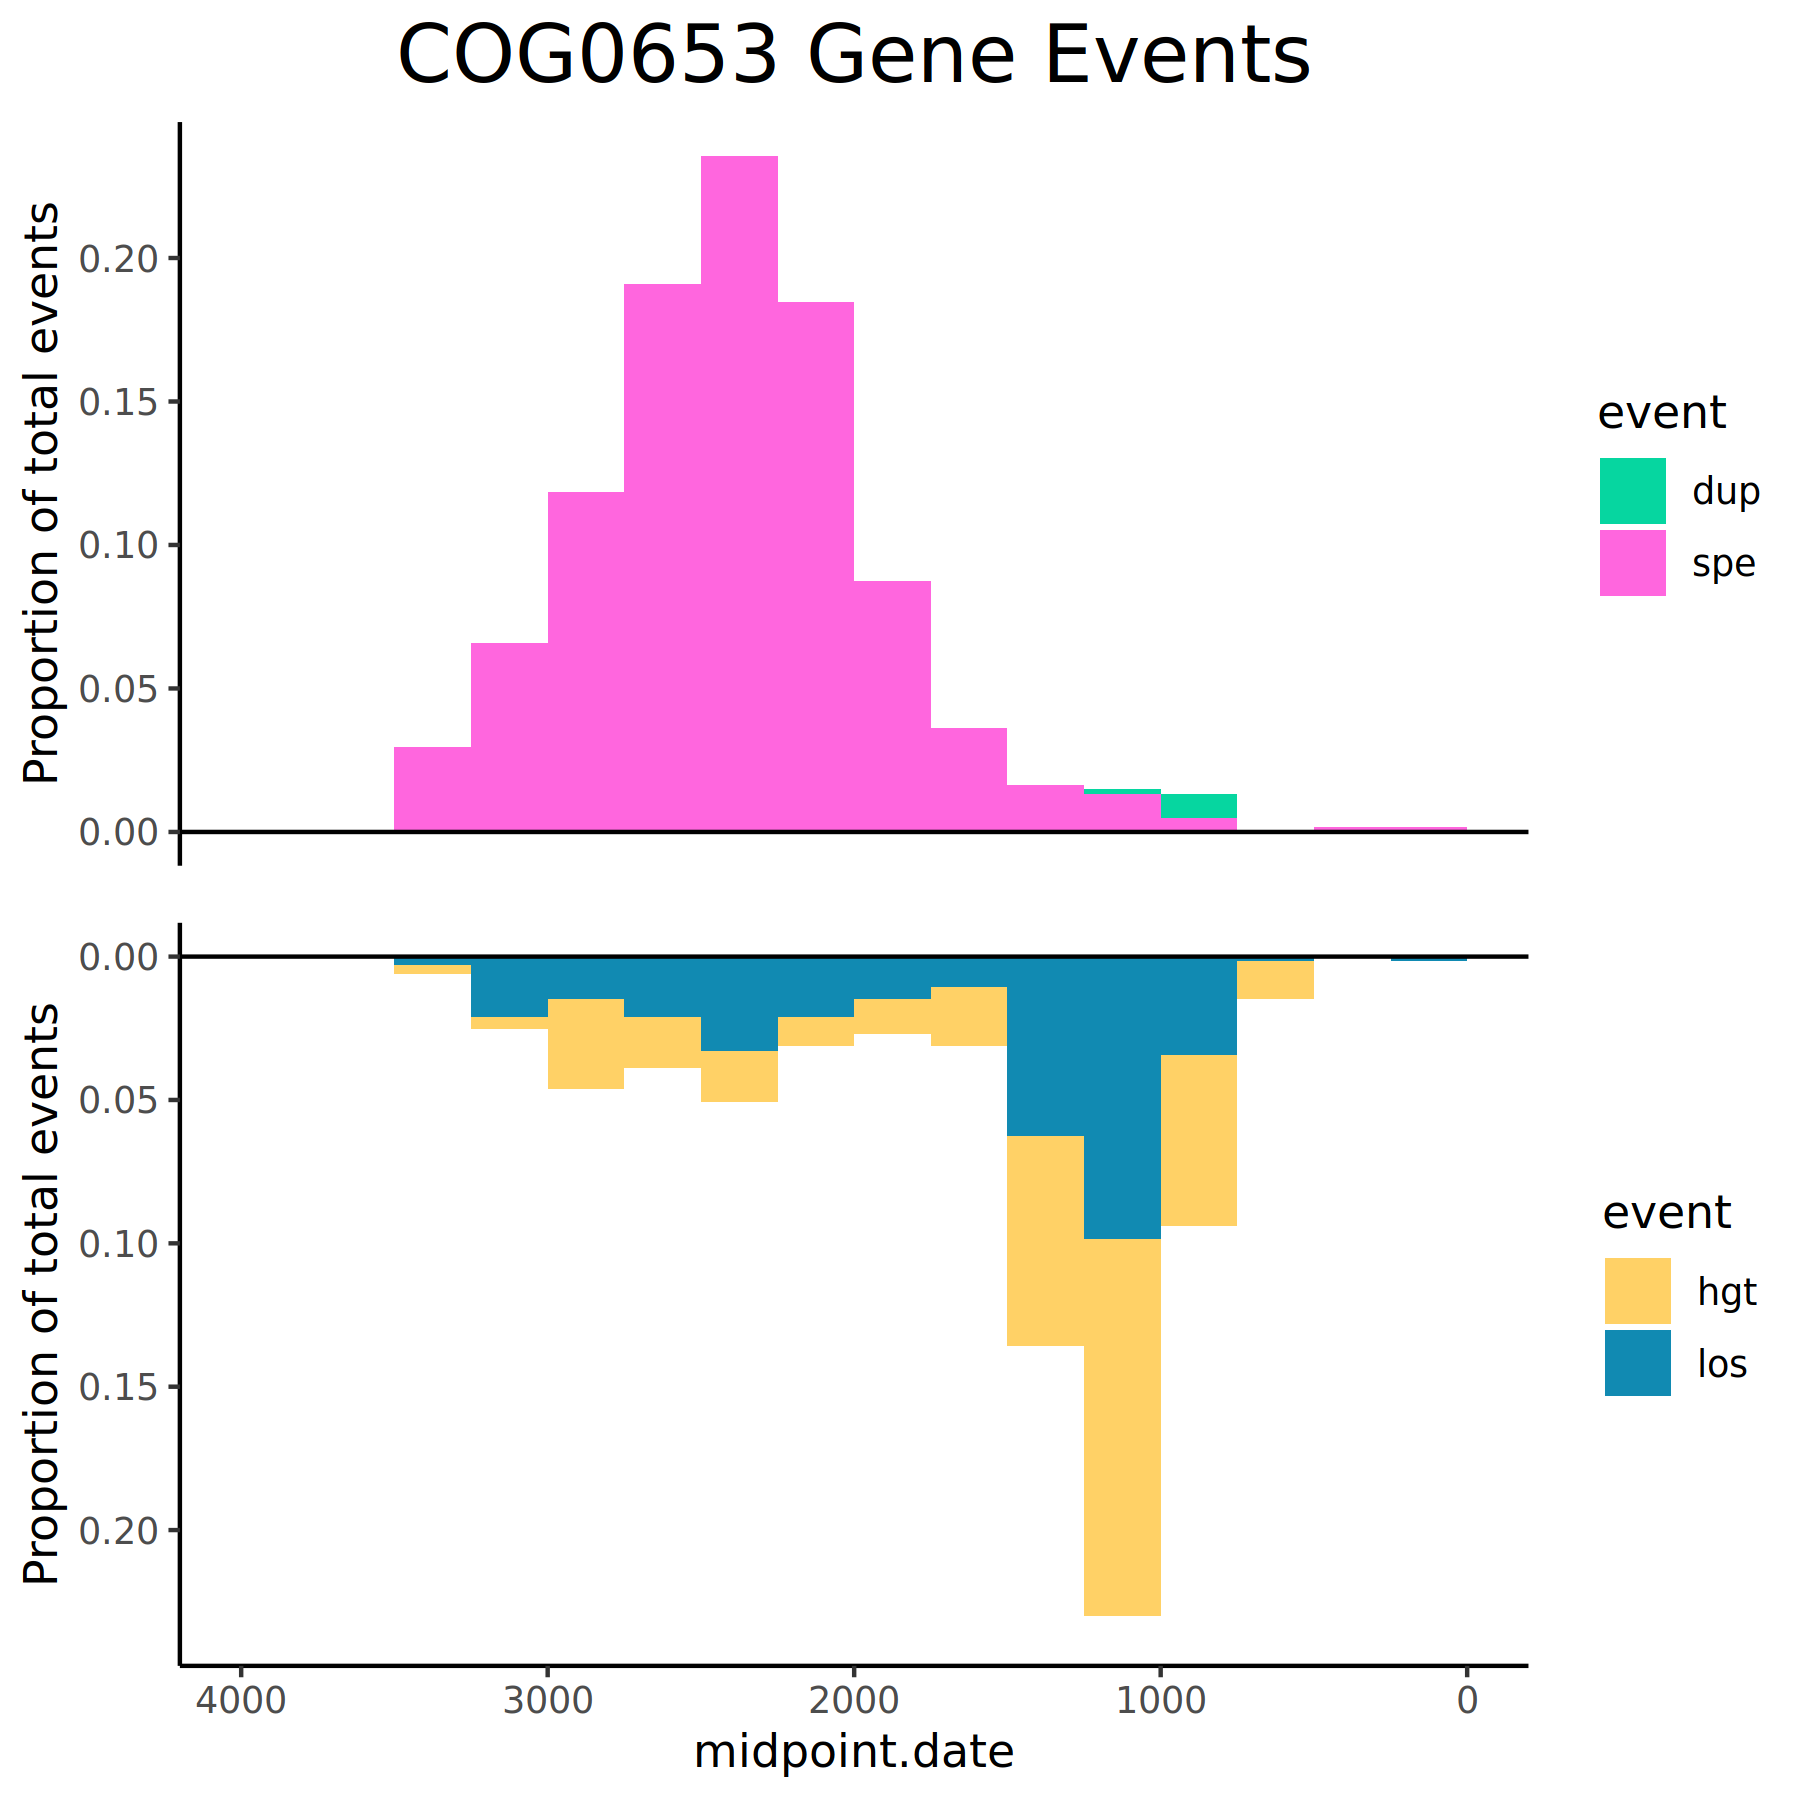 COG0653 Gene Events
Proportion of total events
0.20
0.15
0.10
0.05
0.00
event
dup
spe
Proportion of total events
0.00
0.05
0.10
0.15
0.20
event
hgt
los
4000 3000 2000 1000 0
midpoint.date